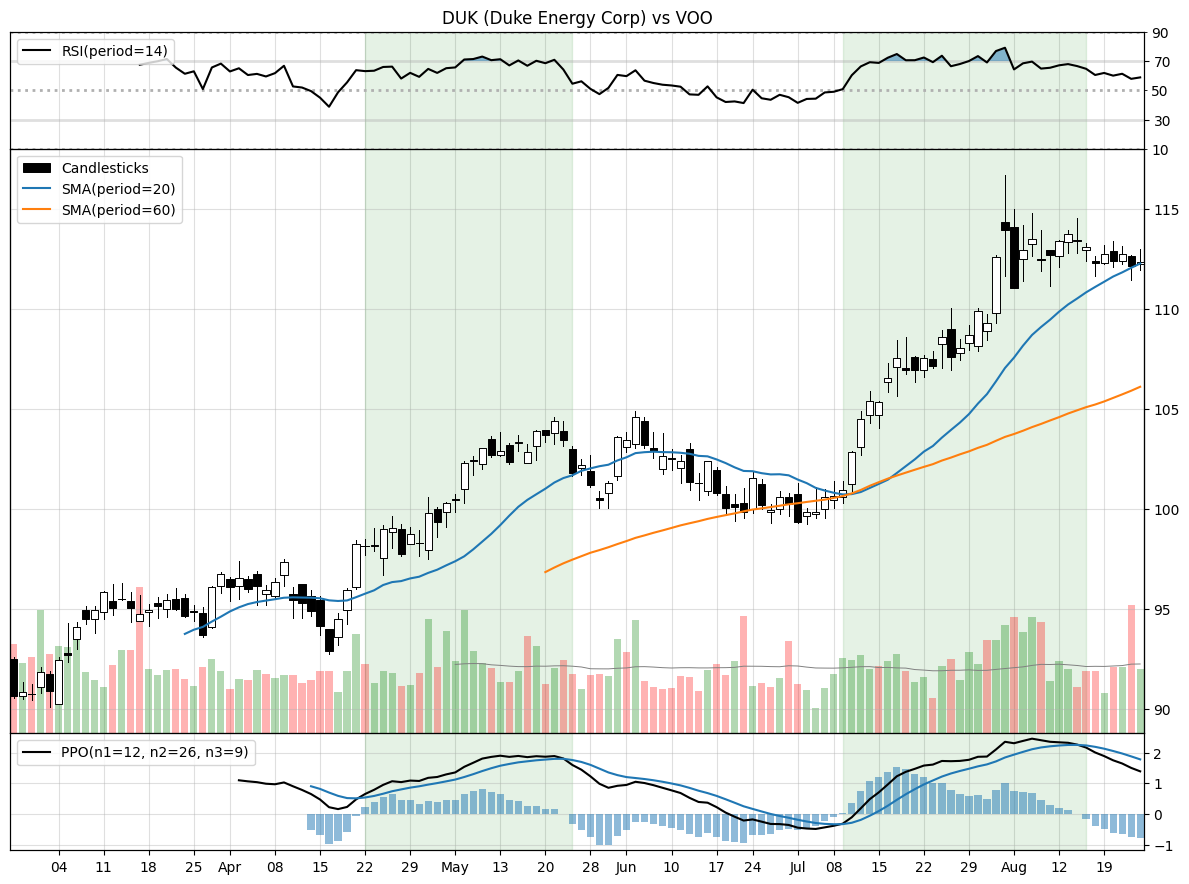 DUK (Duke Energy Corp) vs VOO
RSI(period=14)
90
70
50
30
10
Candlesticks
SMA(period=20)
SMA(period=60)
115
110
105
100
95
90
PPO(n1=12, n2=26, n3=9)
2
1
0
−1
04 11 18 25 Apr 08 15 22 29 May 13 20 28 Jun 10 17 24 Jul 08 15 22 29 Aug 12 19